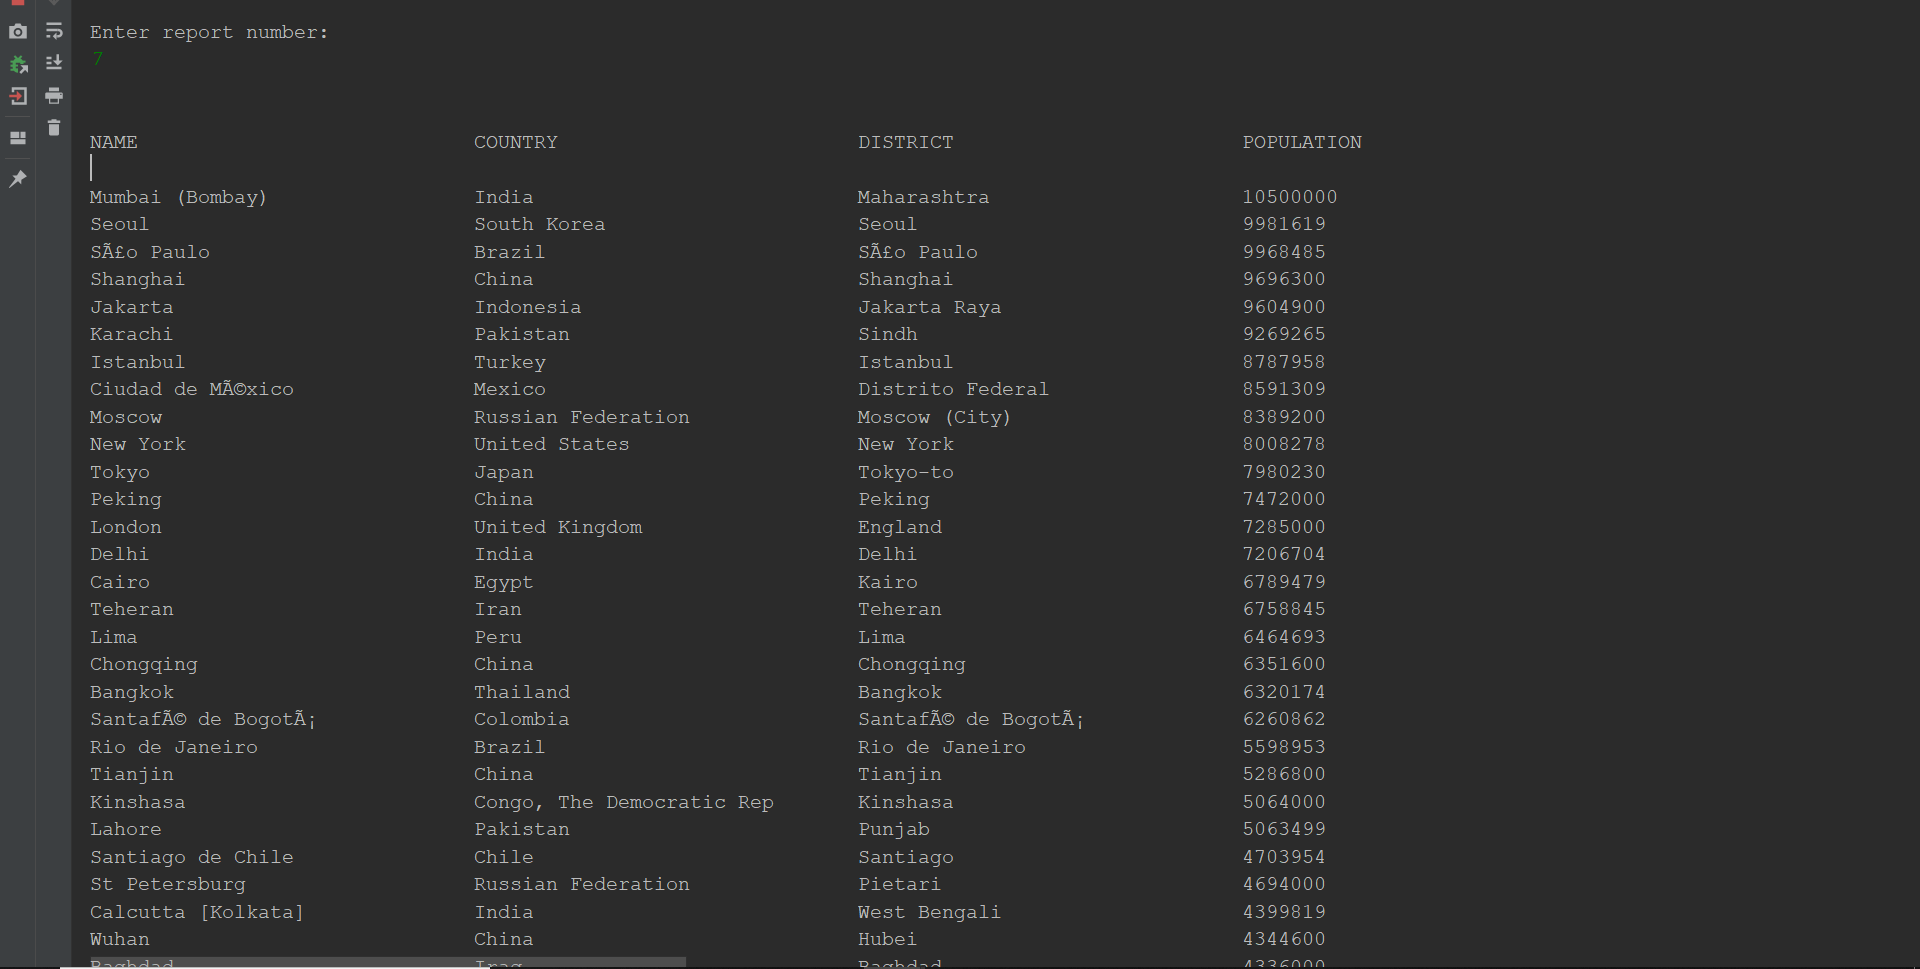 Enter report number:
7
NAME COUNTRY DISTRICT POPULATION
Mumbai (Bombay) India Maharashtra 10500000
Seoul South Korea Seoul 9981619
SÃ£o Paulo Brazil SÃ£o Paulo 9968485
Shanghai China Shanghai 9696300
Jakarta Indonesia Jakarta Raya 9604900
Karachi Pakistan Sindh 9269265
Istanbul Turkey Istanbul 8787958
Ciudad de MÃ©xico Mexico Distrito Federal 8591309
Moscow Russian Federation Moscow (City) 8389200
New York United States New York 8008278
Tokyo Japan Tokyo-to 7980230
Peking China Peking 7472000
London United Kingdom England 7285000
Delhi India Delhi 7206704
Cairo Egypt Kairo 6789479
Teheran Iran Teheran 6758845
Lima Peru Lima 6464693
Chongqing China Chongqing 6351600
Bangkok Thailand Bangkok 6320174
SantafÃ© de BogotÃ¡ Colombia SantafÃ© de BogotÃ¡ 6260862
Rio de Janeiro Brazil Rio de Janeiro 5598953
Tianjin China Tianjin 5286800
Kinshasa Congo, The Democratic Rep Kinshasa 5064000
Lahore Pakistan Punjab 5063499
Santiago de Chile Chile Santiago 4703954
St Petersburg Russian Federation Pietari 4694000
Calcutta [Kolkata] India West Bengali 4399819
Wuhan China Hubei 4344600
Baghdad Iraq Baghdad 4336000